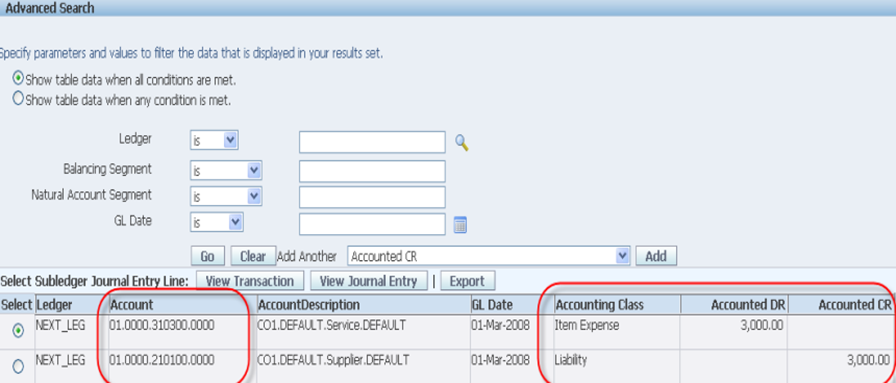 Advanced Search
Specify parameters and values to filter the data that is displayed in your results set.
Show table data when all conditions are met.
Show table data when any condition is met.
Ledger is
Balancing Segment is
Natural Account Segment is
GL Date is
Go Clear Add Another Accounted CR Add
Select Subledger Journal Entry Line: View Transaction View Journal Entry | Export
Select Ledger Account AccountDescription GL Date Accounting Class Accounted DR Accounted CR
NEXT_LEG 01.0000.310300.0000 CO1.DEFAULT.Service.DEFAULT 01-Mar-2008 Item Expense 3,000.00
NEXT_LEG 01.0000.210100.0000 CO1.DEFAULT.Supplier.DEFAULT 01-Mar-2008 Liability 3,000.00